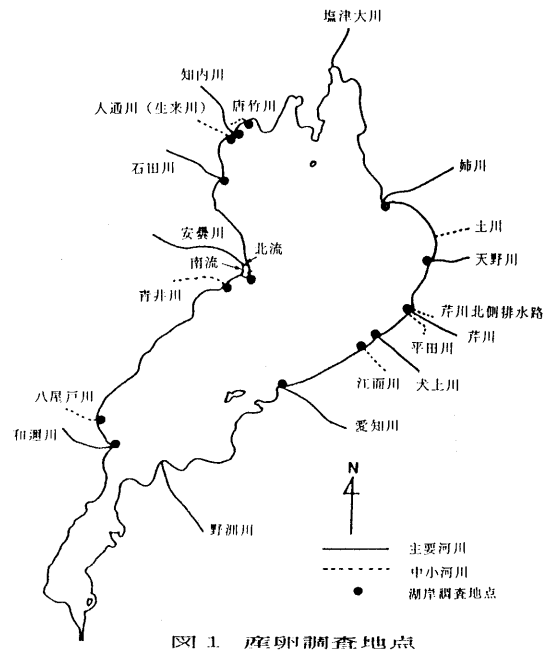 塩津大川
知内川
人通川（生来川）
唐竹川
石田川
姉川
土川
安曇川
北流
南流
天野川
青井川
芹川北側排水路
芹川
平田川
犬上川
江面川
八屋戸川
和邇川
愛知川
野洲川
N
主要河川
中小河川
湖岸調査地点
図1 産卵調査地点